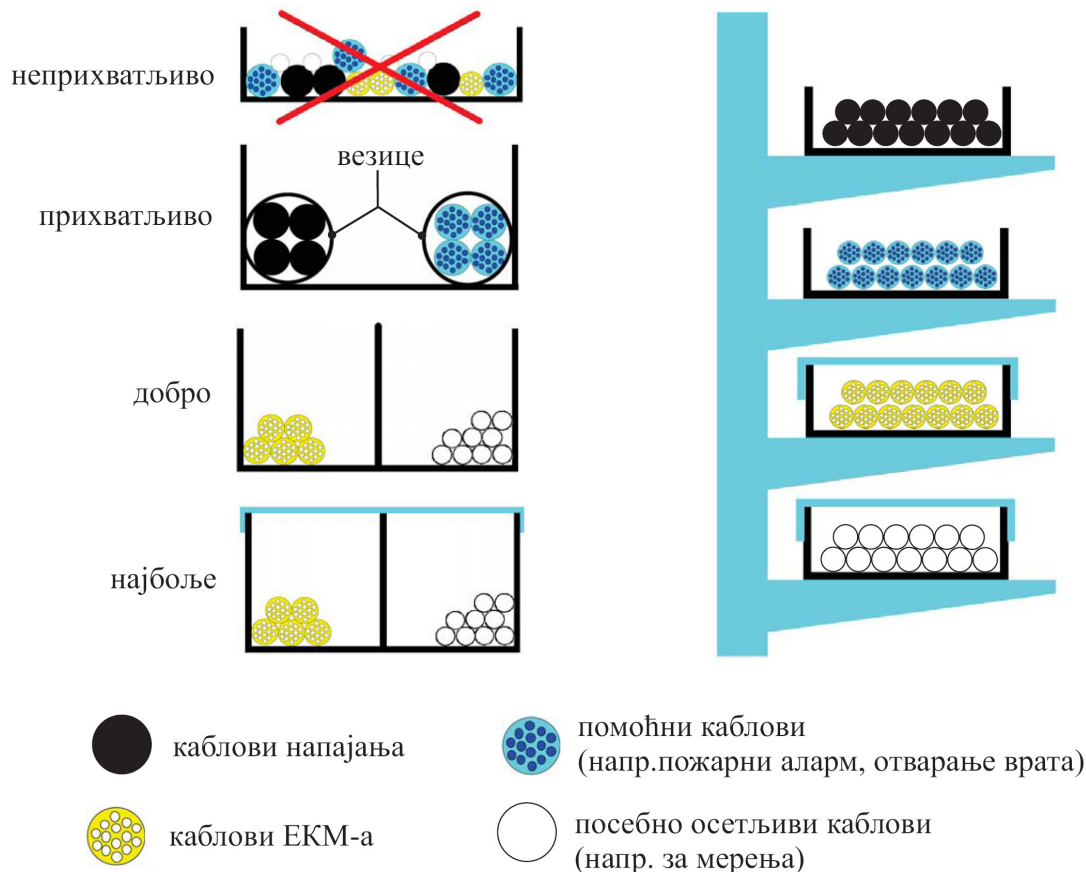 неприхватљиво
везице
прихватљиво
добро
најбоље
каблови напајања
помоћни каблови
(напр.пожарни аларм, отварање врата)
каблови ЕКМ-а
посебно осетљиви каблови
(напр. за мерења)